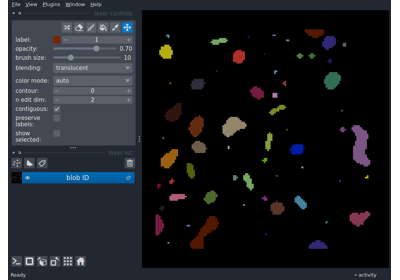 File View Plugins Window Help
layer controls
label: 1
opacity: 0.70
brush size: 10
blending: translucent
color mode: auto
contour: 0
n edit dim: 2
contiguous:
preserve
labels:
show
selected:
layer list
blob ID
Ready
activity